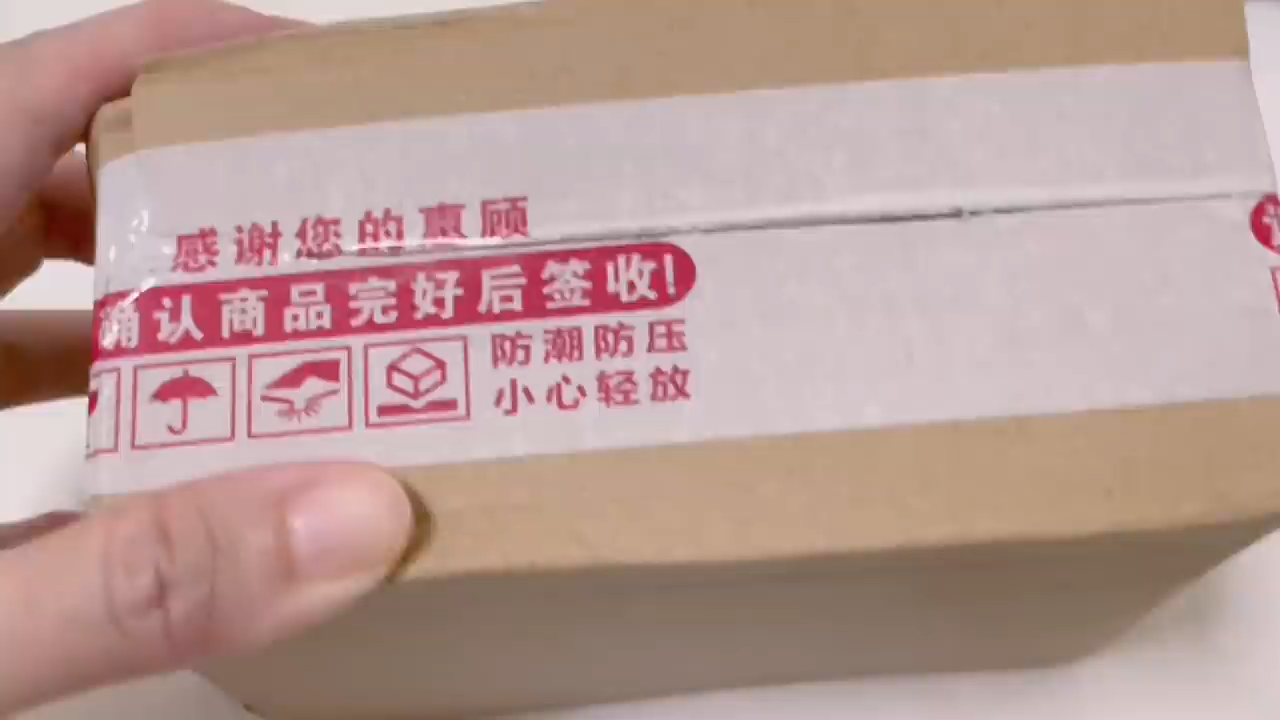 感谢您的惠顾
确认商品完好后签收!
防潮防压
小心轻放